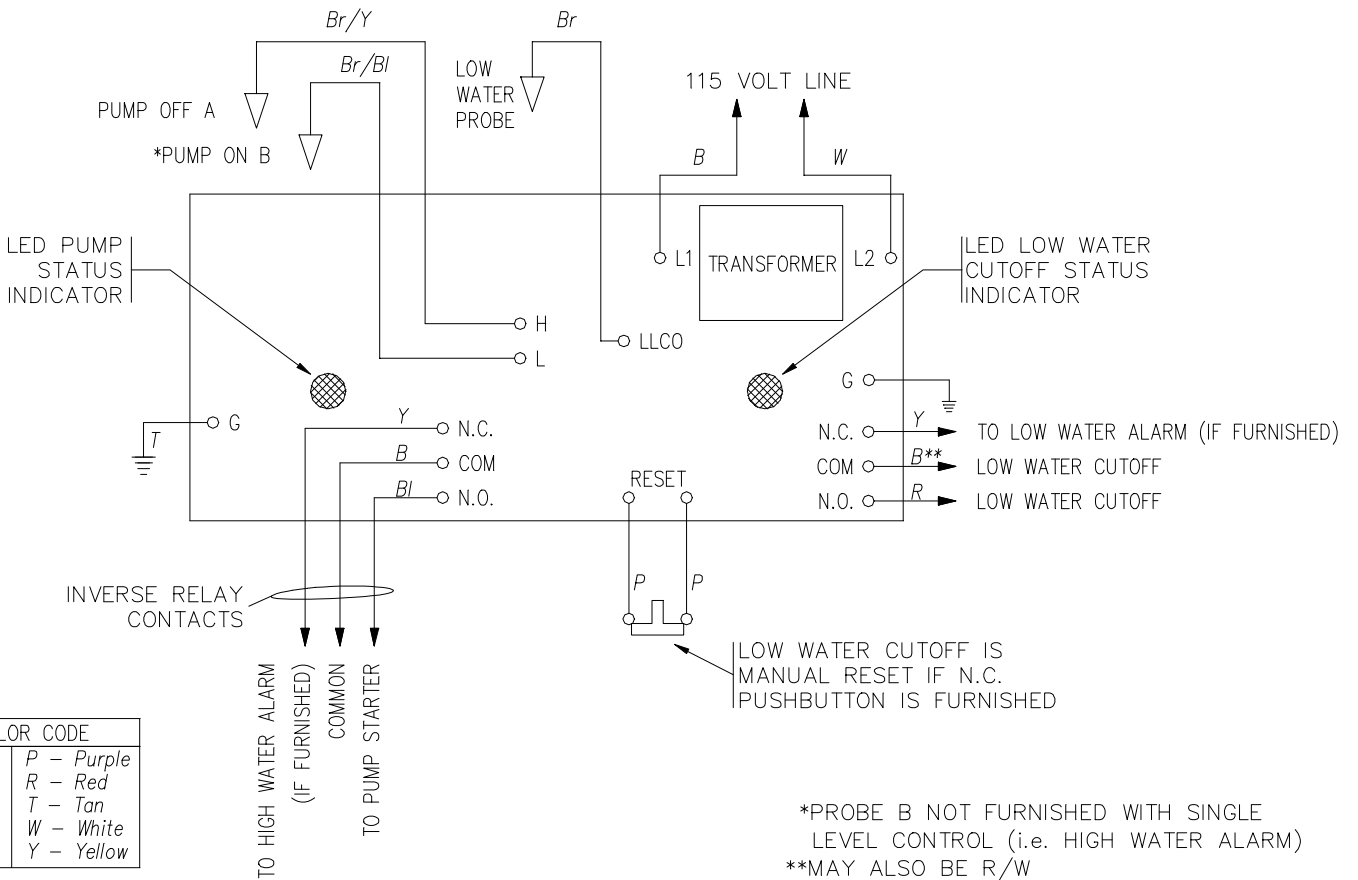 Br/Y
Br
Br/Bl
LOW
WATER
PROBE
115 VOLT LINE
PUMP OFF A
*PUMP ON B
B
W
LED PUMP
STATUS
INDICATOR
L1
TRANSFORMER
L2
LED LOW WATER
CUTOFF STATUS
INDICATOR
H
L
LLCO
G
G
T
Y
N.C.
B
COM
Bl
N.O.
N.C.
Y
TO LOW WATER ALARM (IF FURNISHED)
COM
B**
LOW WATER CUTOFF
N.O.
R
LOW WATER CUTOFF
RESET
P
P
INVERSE RELAY
CONTACTS
LOW WATER CUTOFF IS
MANUAL RESET IF N.C.
PUSHBUTTON IS FURNISHED
TO HIGH WATER ALARM
(IF FURNISHED)
COMMON
TO PUMP STARTER
LOR CODE
P – Purple
R – Red
T – Tan
W – White
Y – Yellow
*PROBE B NOT FURNISHED WITH SINGLE
LEVEL CONTROL (i.e. HIGH WATER ALARM)
**MAY ALSO BE R/W